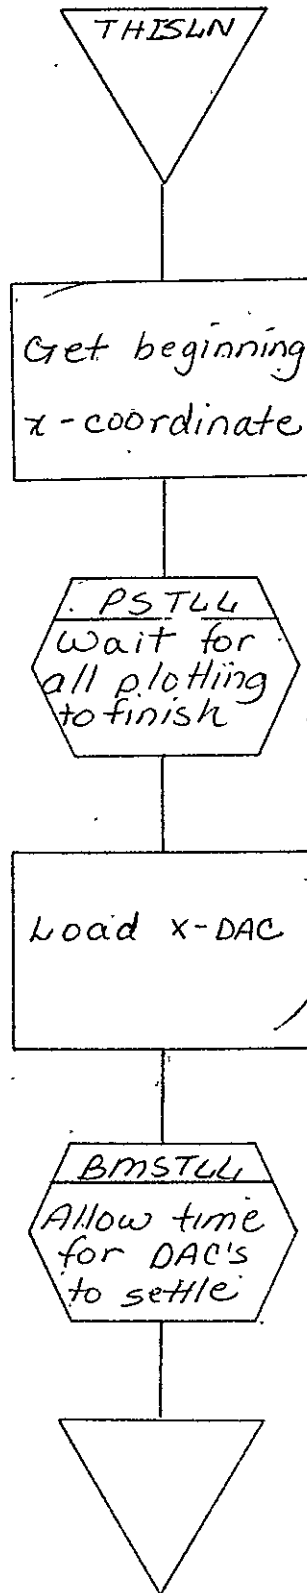 THISLN
Get beginning
x-coordinate
PSTLL
Wait for
all plotting
to finish
Load x-DAC
BMSTLL
Allow time
for DAC's
to settle